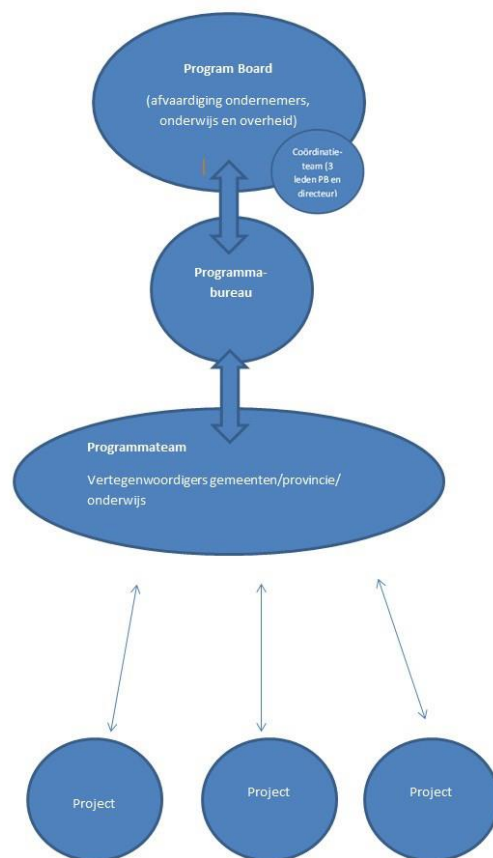 Program Board
(afvaardiging ondernemers,
onderwijs en overheid)
Coördinatie-
team (3
leden PB en
directeur)
Programma-
bureau
Programmateam
Vertegenwoordigers gemeenten/provincie/
onderwijs
Project
Project
Project